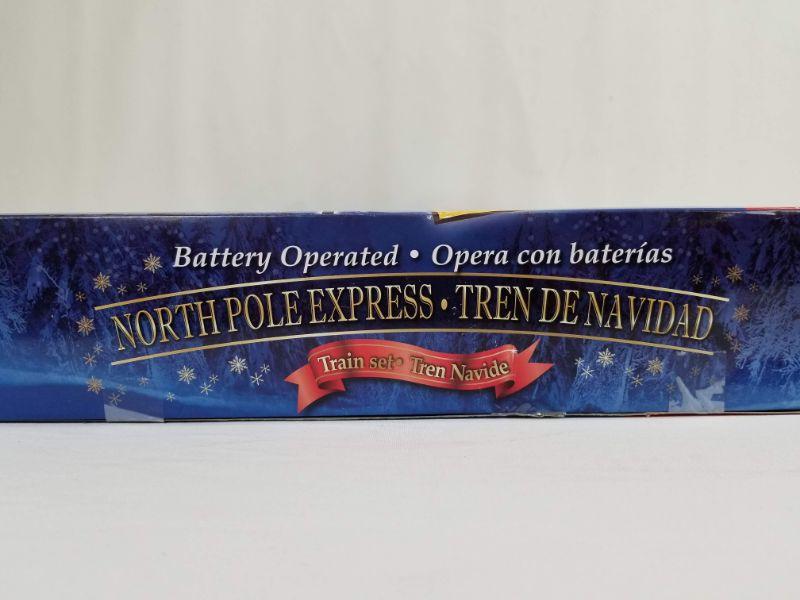 Battery Operated • Opera con baterías
NORTH POLE EXPRESS • TREN DE NAVIDAD
Train set • Tren Navide